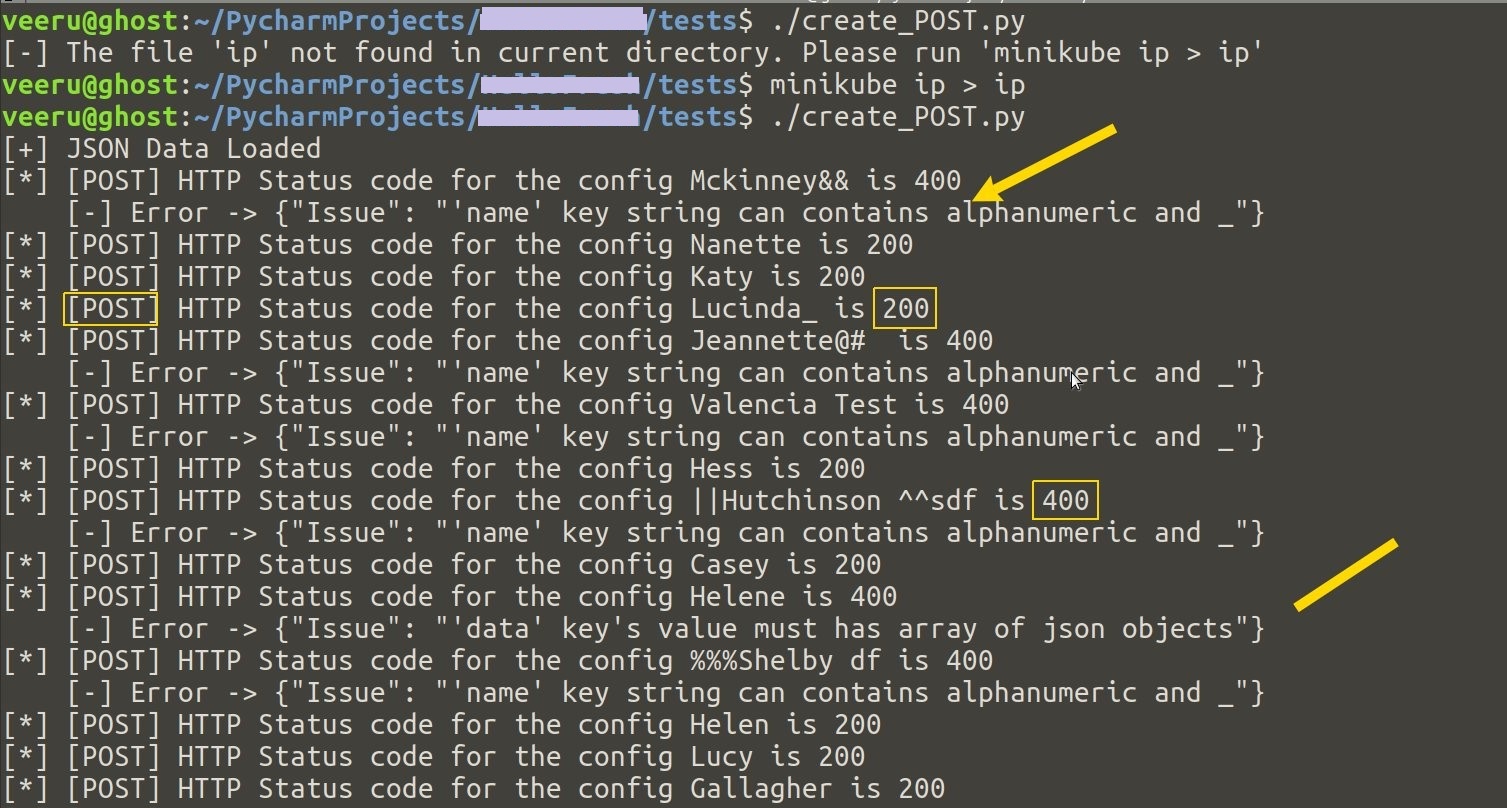 veeru@ghost:~/PycharmProjects/ /tests$ ./create_POST.py
[-] The file 'ip' not found in current directory. Please run 'minikube ip > ip'
veeru@ghost:~/PycharmProjects/ /tests$ minikube ip > ip
veeru@ghost:~/PycharmProjects/ /tests$ ./create_POST.py
[+] JSON Data Loaded
[*] [POST] HTTP Status code for the config Mckinney&& is 400
    [-] Error -> {"Issue": "'name' key string can contains alphanumeric and _"}
[*] [POST] HTTP Status code for the config Nanette is 200
[*] [POST] HTTP Status code for the config Katy is 200
[*] [POST] HTTP Status code for the config Lucinda_ is 200
[*] [POST] HTTP Status code for the config Jeannette@#  is 400
    [-] Error -> {"Issue": "'name' key string can contains alphanumeric and _"}
[*] [POST] HTTP Status code for the config Valencia Test is 400
    [-] Error -> {"Issue": "'name' key string can contains alphanumeric and _"}
[*] [POST] HTTP Status code for the config Hess is 200
[*] [POST] HTTP Status code for the config ||Hutchinson ^^sdf is 400
    [-] Error -> {"Issue": "'name' key string can contains alphanumeric and _"}
[*] [POST] HTTP Status code for the config Casey is 200
[*] [POST] HTTP Status code for the config Helene is 400
    [-] Error -> {"Issue": "'data' key's value must has array of json objects"}
[*] [POST] HTTP Status code for the config %%%Shelby df is 400
    [-] Error -> {"Issue": "'name' key string can contains alphanumeric and _"}
[*] [POST] HTTP Status code for the config Helen is 200
[*] [POST] HTTP Status code for the config Lucy is 200
[*] [POST] HTTP Status code for the config Gallagher is 200